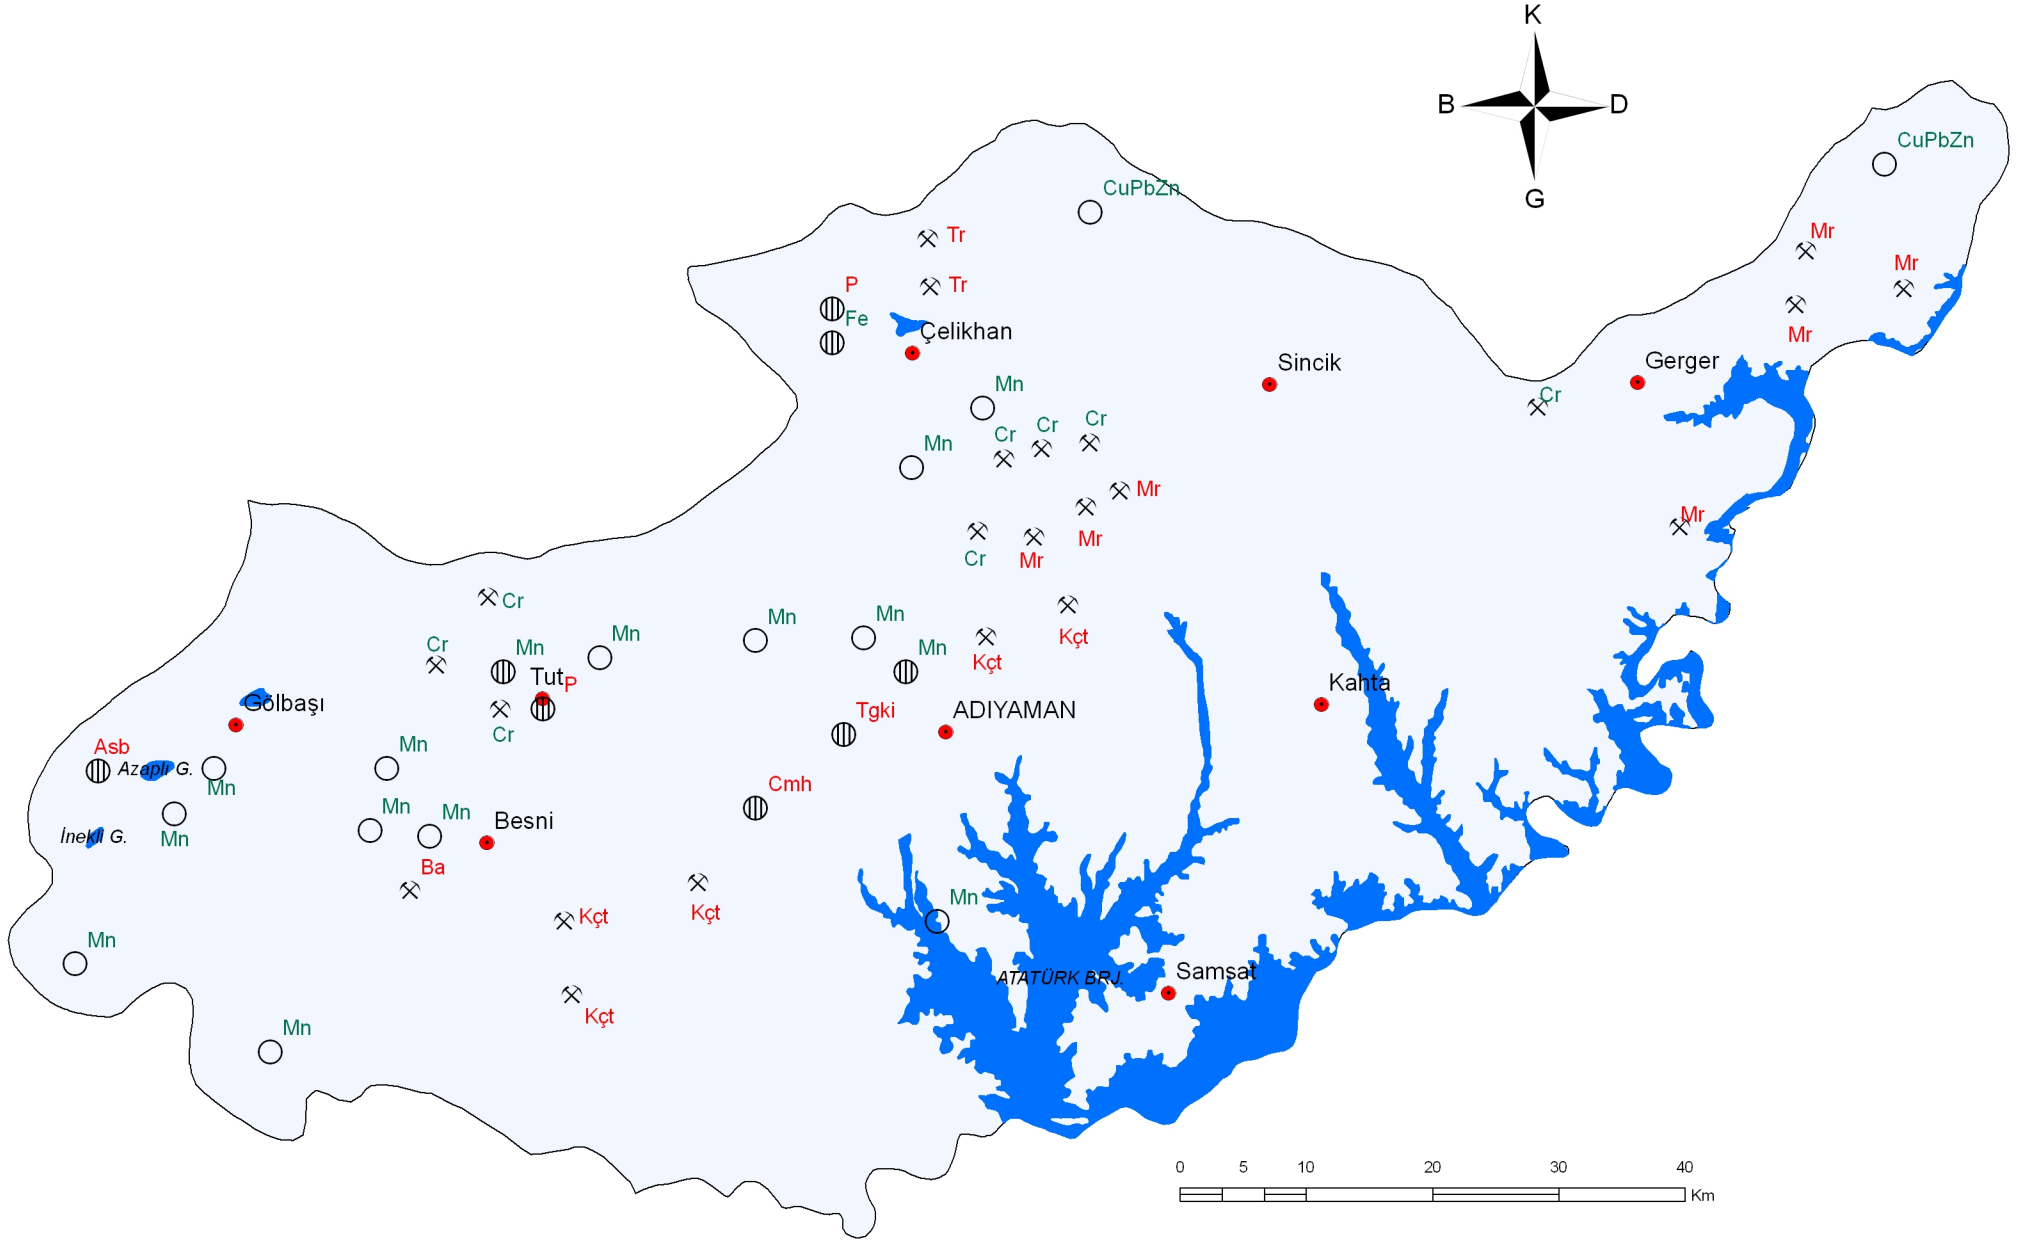 K
B
D
G
CuPbZn
CuPbZn
Tr
Mr
Mr
Tr
P
Fe
Çelikhan
Mr
Sincik
Gerger
Mn
Cr
Cr
Cr
Cr
Mn
Mr
Mr
Mr
Mr
Cr
Cr
Mn
Mn
Kçt
Mn
Cr
Mn
Mn
Kçt
Tut
P
Kahta
Gölbaşı
Tgki
ADIYAMAN
Cr
Asb
Mn
Azaplı G.
Mn
Cmh
Mn
Mn
Besni
İnekli G.
Mn
Ba
Mn
Kçt
Kçt
Mn
Samsat
ATATÜRK BRJ.
Kçt
Mn
0 5 10 20 30 40
Km